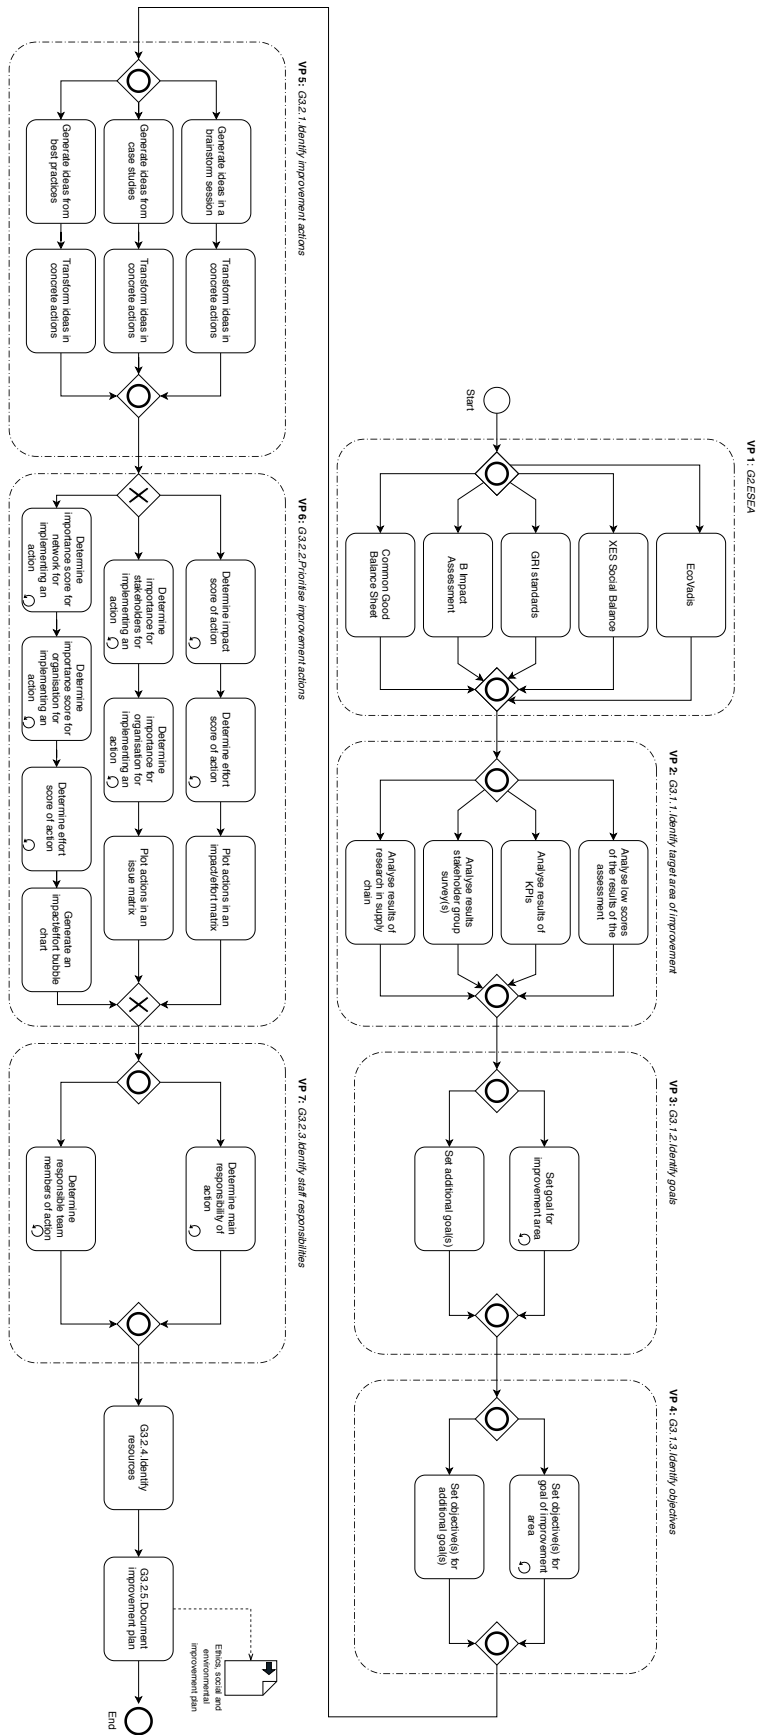 VP 1: G2.ESEA
Start
EcoVadis
XES Social Balance
GRI standards
B Impact
Assessment
Common Good
Balance Sheet
VP 2: G3.1.1.Identify target area of improvement
Analyse low scores
of the results of the
assessment
Analyse results of
KPIs
Analyse results
stakeholder group
survey(s)
Analyse results of
research in supply
chain
VP 3: G3.1.2.Identify goals
Set goal for
improvement area
Set additional goal(s)
VP 4: G3.1.3.Identify objectives
Set objective(s) for
goal of improvement
area
Set objective(s) for
additional goal(s)
VP 5: G3.2.1.Identify improvement actions
Generate ideas in a
brainstorm session
Transform ideas in
concrete actions
Generate ideas from
case studies
Transform ideas in
concrete actions
Generate ideas from
best practices
Transform ideas in
concrete actions
VP 6: G3.2.2.Prioritise improvement actions
Determine impact
score of action
Determine effort
score of action
Plot actions in an
impact/effort matrix
Determine
importance for
stakeholders for
implementing an
action
Determine
importance for
organisation for
implementing an
action
Plot actions in an
issue matrix
Determine
importance score for
network for
implementing an
action
Determine
importance score for
organisation for
implementing an
action
Determine effort
score of action
Generate an
impact/effort bubble
chart
VP 7: G3.2.3.Identify staff responsibilities
Determine main
responsibility of
action
Determine
responsible team
members of action
G3.2.4.Identify
resources
G3.2.5.Document
improvement plan
Ethics, social and
environmental
improvement plan
End